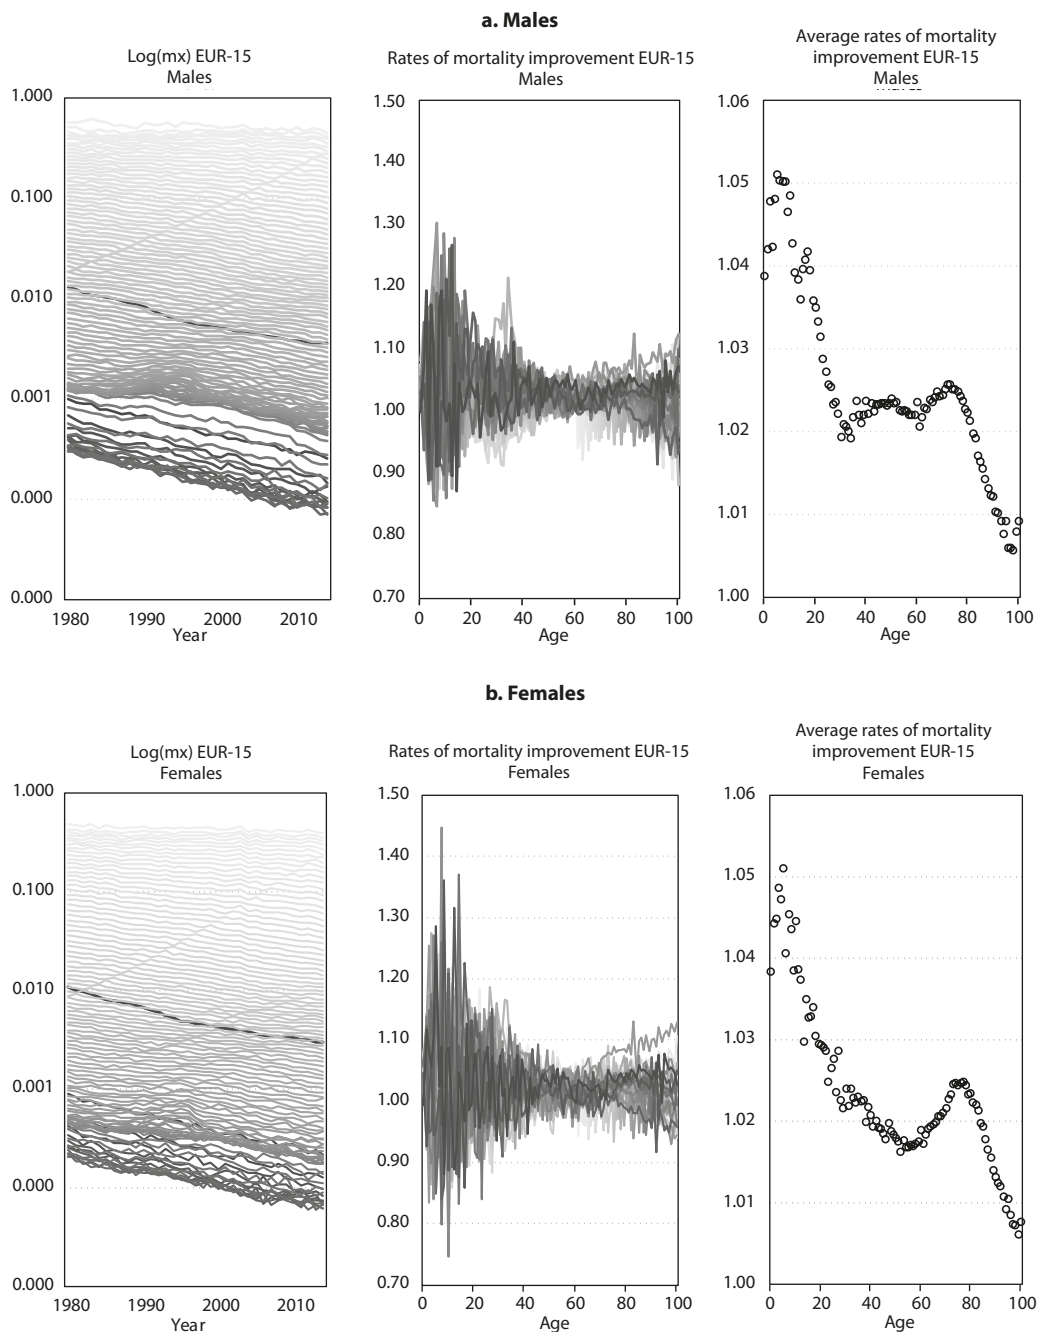 a. Males
Log(mx) EUR-15
Males
1.000
0.100
0.010
0.001
0.000
0.000
1980 1990 2000 2010
Year
Rates of mortality improvement EUR-15
Males
1.50
1.40
1.30
1.20
1.10
1.00
0.90
0.80
0.70
0 20 40 60 80 100
Age
Average rates of mortality
improvement EUR-15
Males
1.06
1.05
1.04
1.03
1.02
1.01
1.00
0 20 40 60 80 100
Age
b. Females
Log(mx) EUR-15
Females
1.000
0.100
0.010
0.001
0.000
0.000
1980 1990 2000 2010
Year
Rates of mortality improvement EUR-15
Females
1.50
1.40
1.30
1.20
1.10
1.00
0.90
0.80
0.70
0 20 40 60 80 100
Age
Average rates of mortality
improvement EUR-15
Females
1.06
1.05
1.04
1.03
1.02
1.01
1.00
0 20 40 60 80 100
Age